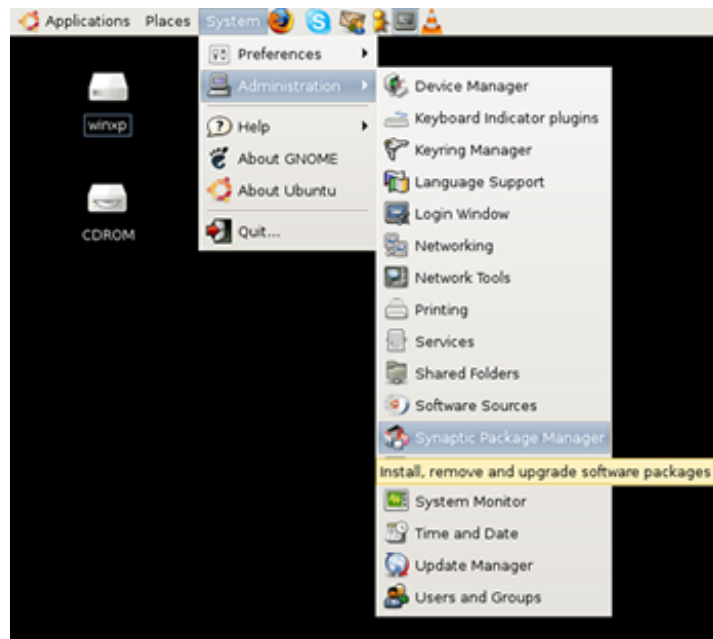 Applications Places System
Preferences
Administration
Help
About GNOME
About Ubuntu
Quit...
winxp
CDROM
Device Manager
Keyboard Indicator plugins
Keyring Manager
Language Support
Login Window
Networking
Network Tools
Printing
Services
Shared Folders
Software Sources
Synaptic Package Manager
Install, remove and upgrade software packages
System Monitor
Time and Date
Update Manager
Users and Groups